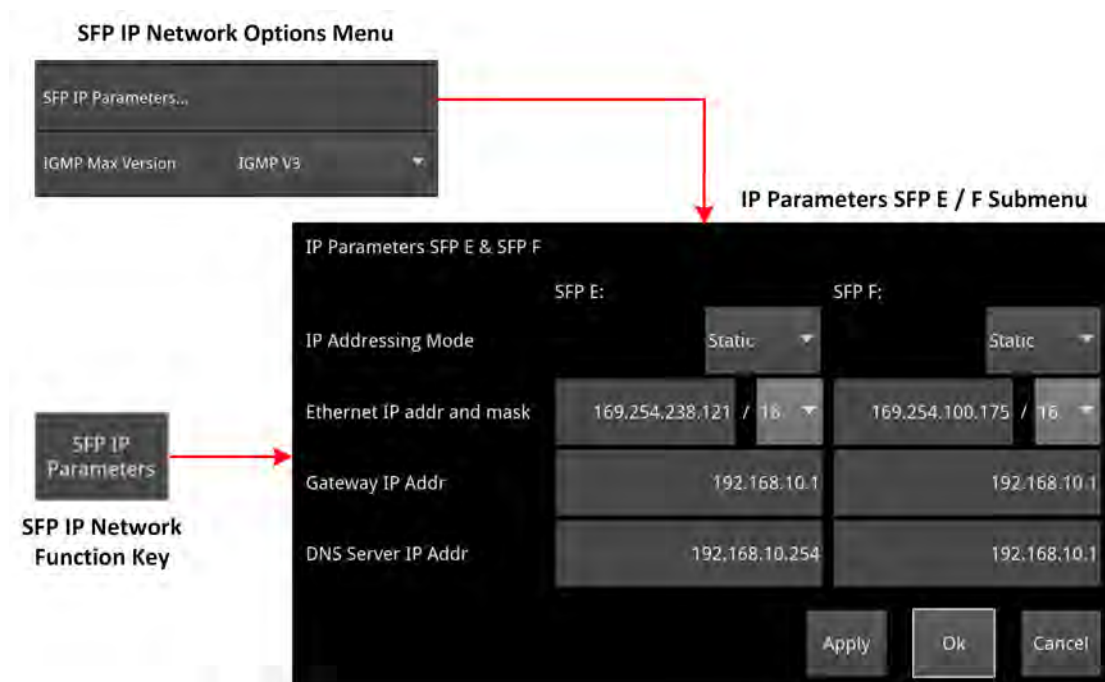 SFP IP Network Options Menu
SFP IP Parameters...
IGMP Max Version IGMP V3
IP Parameters SFP E / F Submenu
IP Parameters SFP E & SFP F
SFP E: SFP F:
IP Addressing Mode Static Static
Ethernet IP addr and mask 169.254.238.121 / 16 169.254.100.175 / 16
Gateway IP Addr 192.168.10.1 192.168.10.1
DNS Server IP Addr 192.168.10.254 192.168.10.1
Apply Ok Cancel
SFP IP
Parameters
SFP IP Network
Function Key